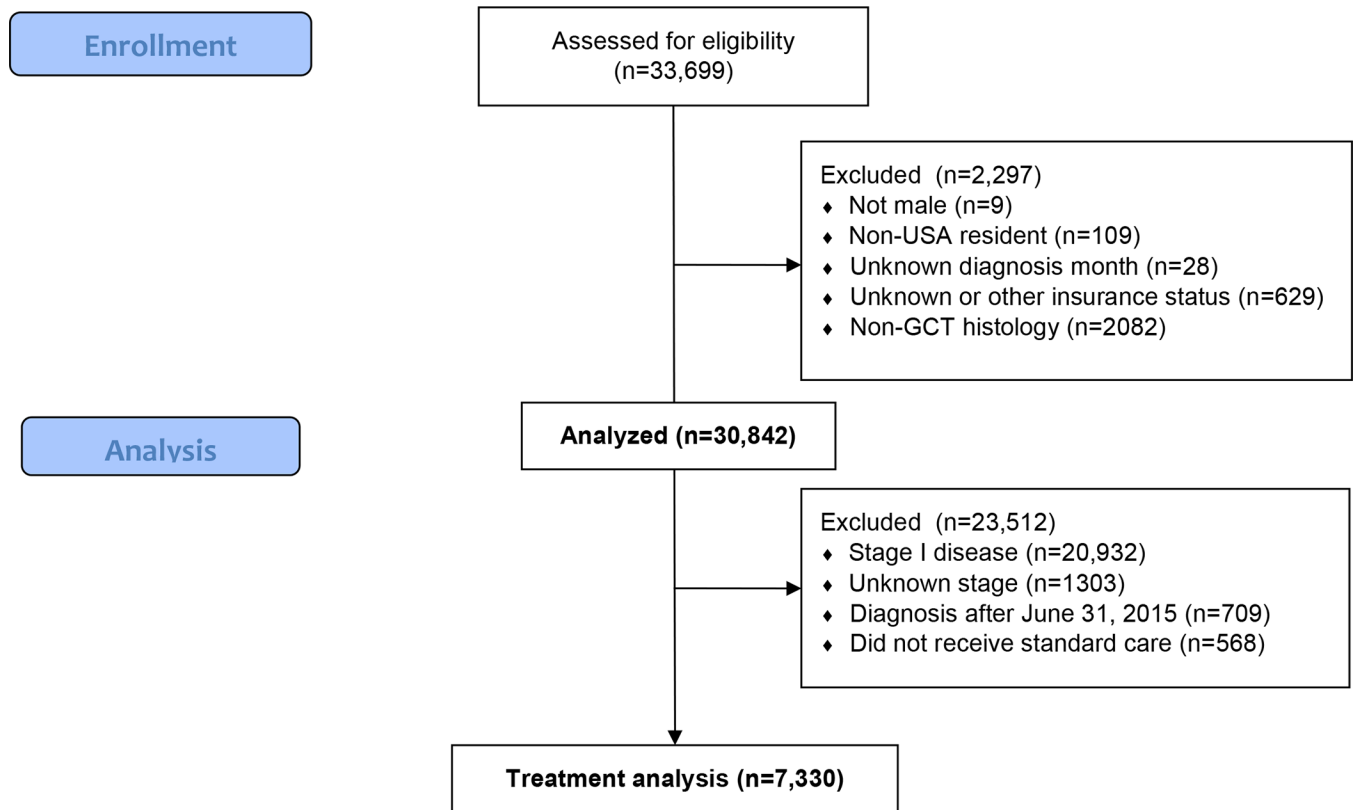 Enrollment
Assessed for eligibility
(n=33,699)
Excluded (n=2,297)
♦ Not male (n=9)
♦ Non-USA resident (n=109)
♦ Unknown diagnosis month (n=28)
♦ Unknown or other insurance status (n=629)
♦ Non-GCT histology (n=2082)
Analysis
Analyzed (n=30,842)
Excluded (n=23,512)
♦ Stage I disease (n=20,932)
♦ Unknown stage (n=1303)
♦ Diagnosis after June 31, 2015 (n=709)
♦ Did not receive standard care (n=568)
Treatment analysis (n=7,330)